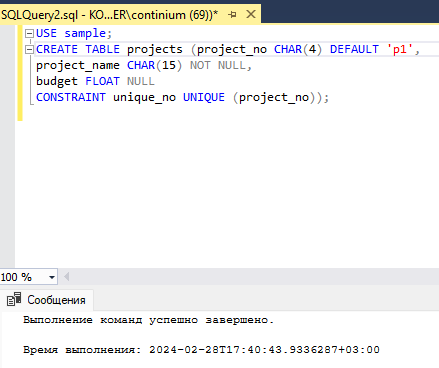 SQLQuery2.sql - KO...ER\continium (69))*
USE sample;
CREATE TABLE projects (project_no CHAR(4) DEFAULT 'p1',
project_name CHAR(15) NOT NULL,
budget FLOAT NULL
CONSTRAINT unique_no UNIQUE (project_no));
100 %
Сообщения
Выполнение команд успешно завершено.
Время выполнения: 2024-02-28T17:40:43.9336287+03:00